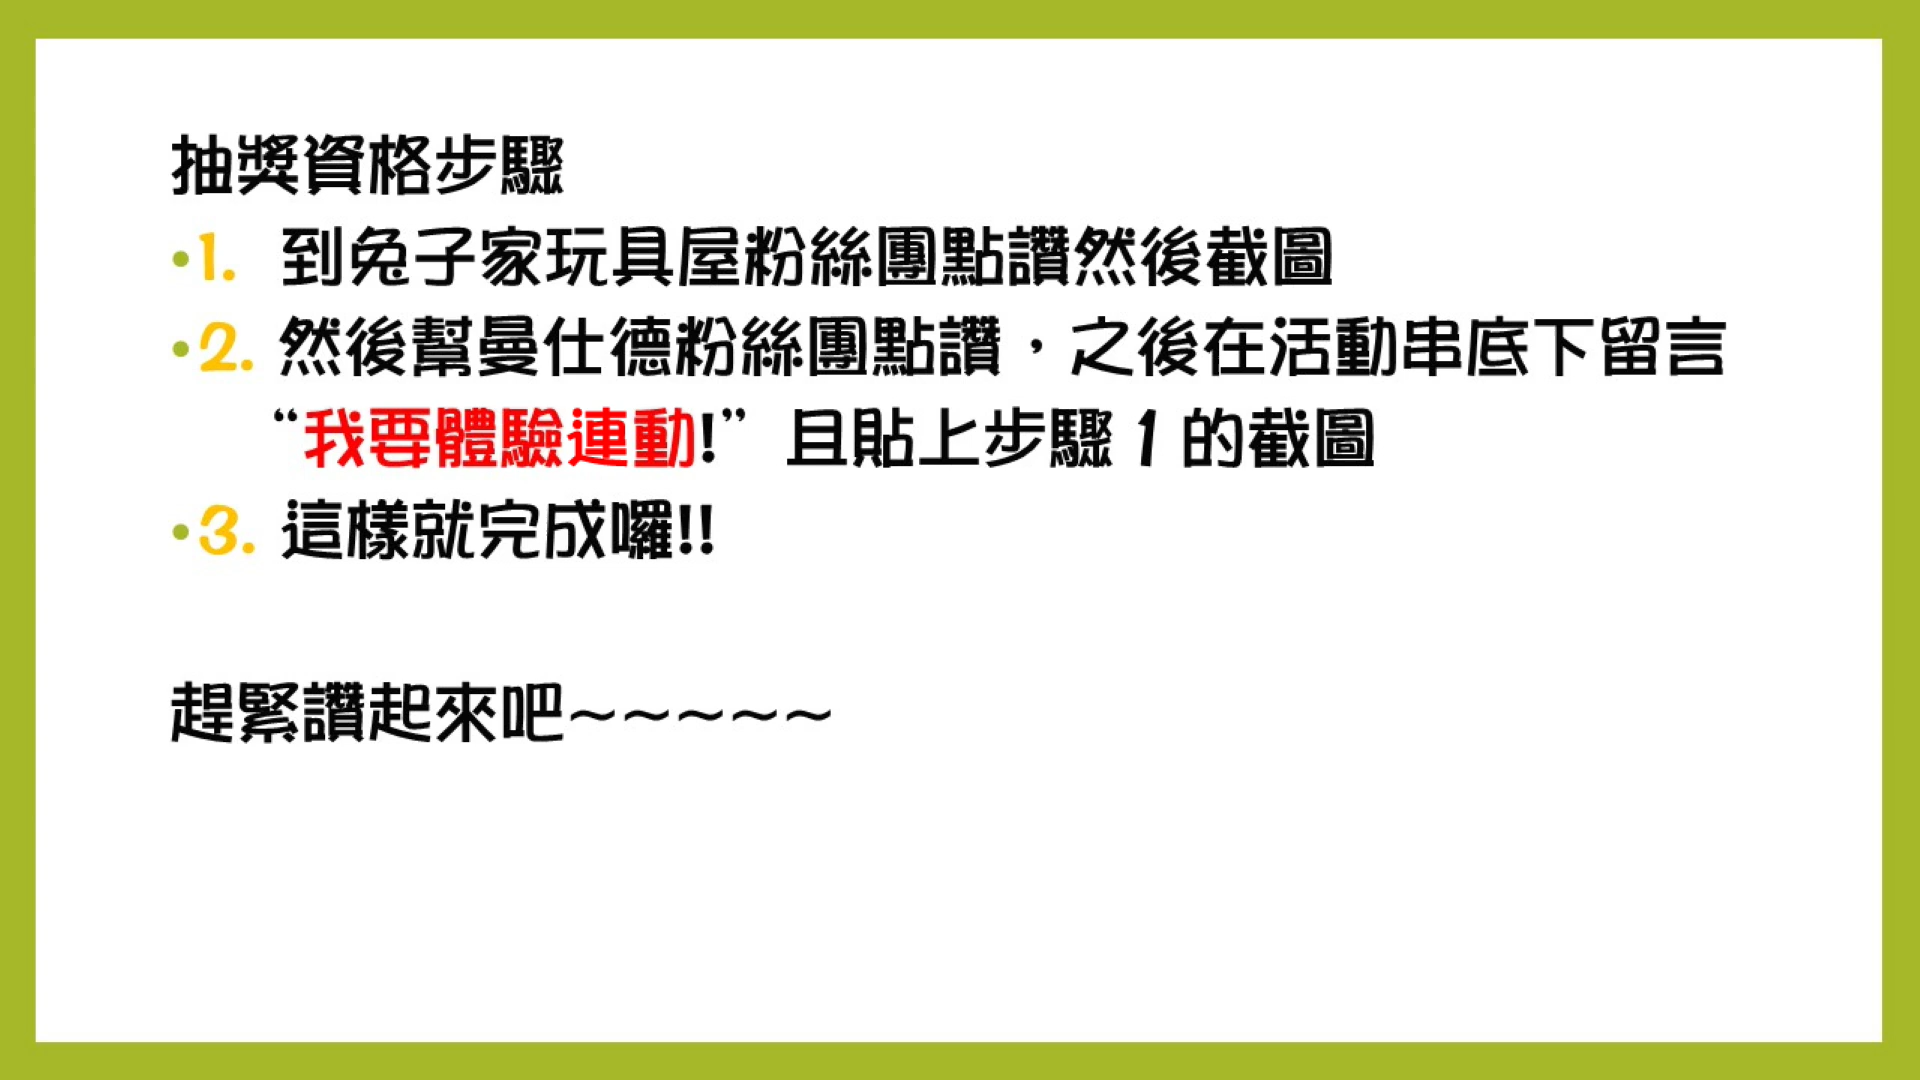 抽獎資格步驟
•1. 到兔子家玩具屋粉絲團點讚然後截圖
•2. 然後幫曼仕德粉絲團點讚，之後在活動串底下留言
“我要體驗連動!”且貼上步驟1的截圖
•3. 這樣就完成囉!!
趕緊讚起來吧~~~~~